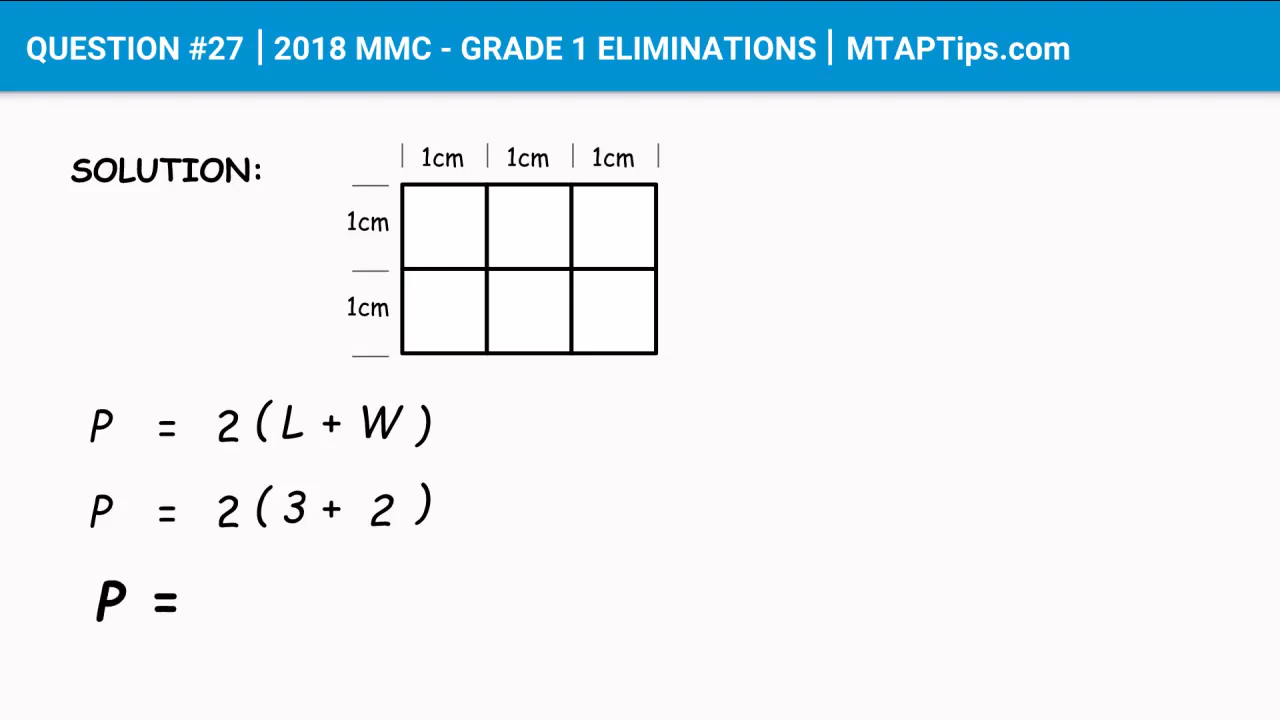 QUESTION #27 | 2018 MMC - GRADE 1 ELIMINATIONS | MTAPTips.com
SOLUTION:
1cm 1cm 1cm
1cm
1cm
P = 2 ( L + W )
P = 2 ( 3 + 2 )
P =